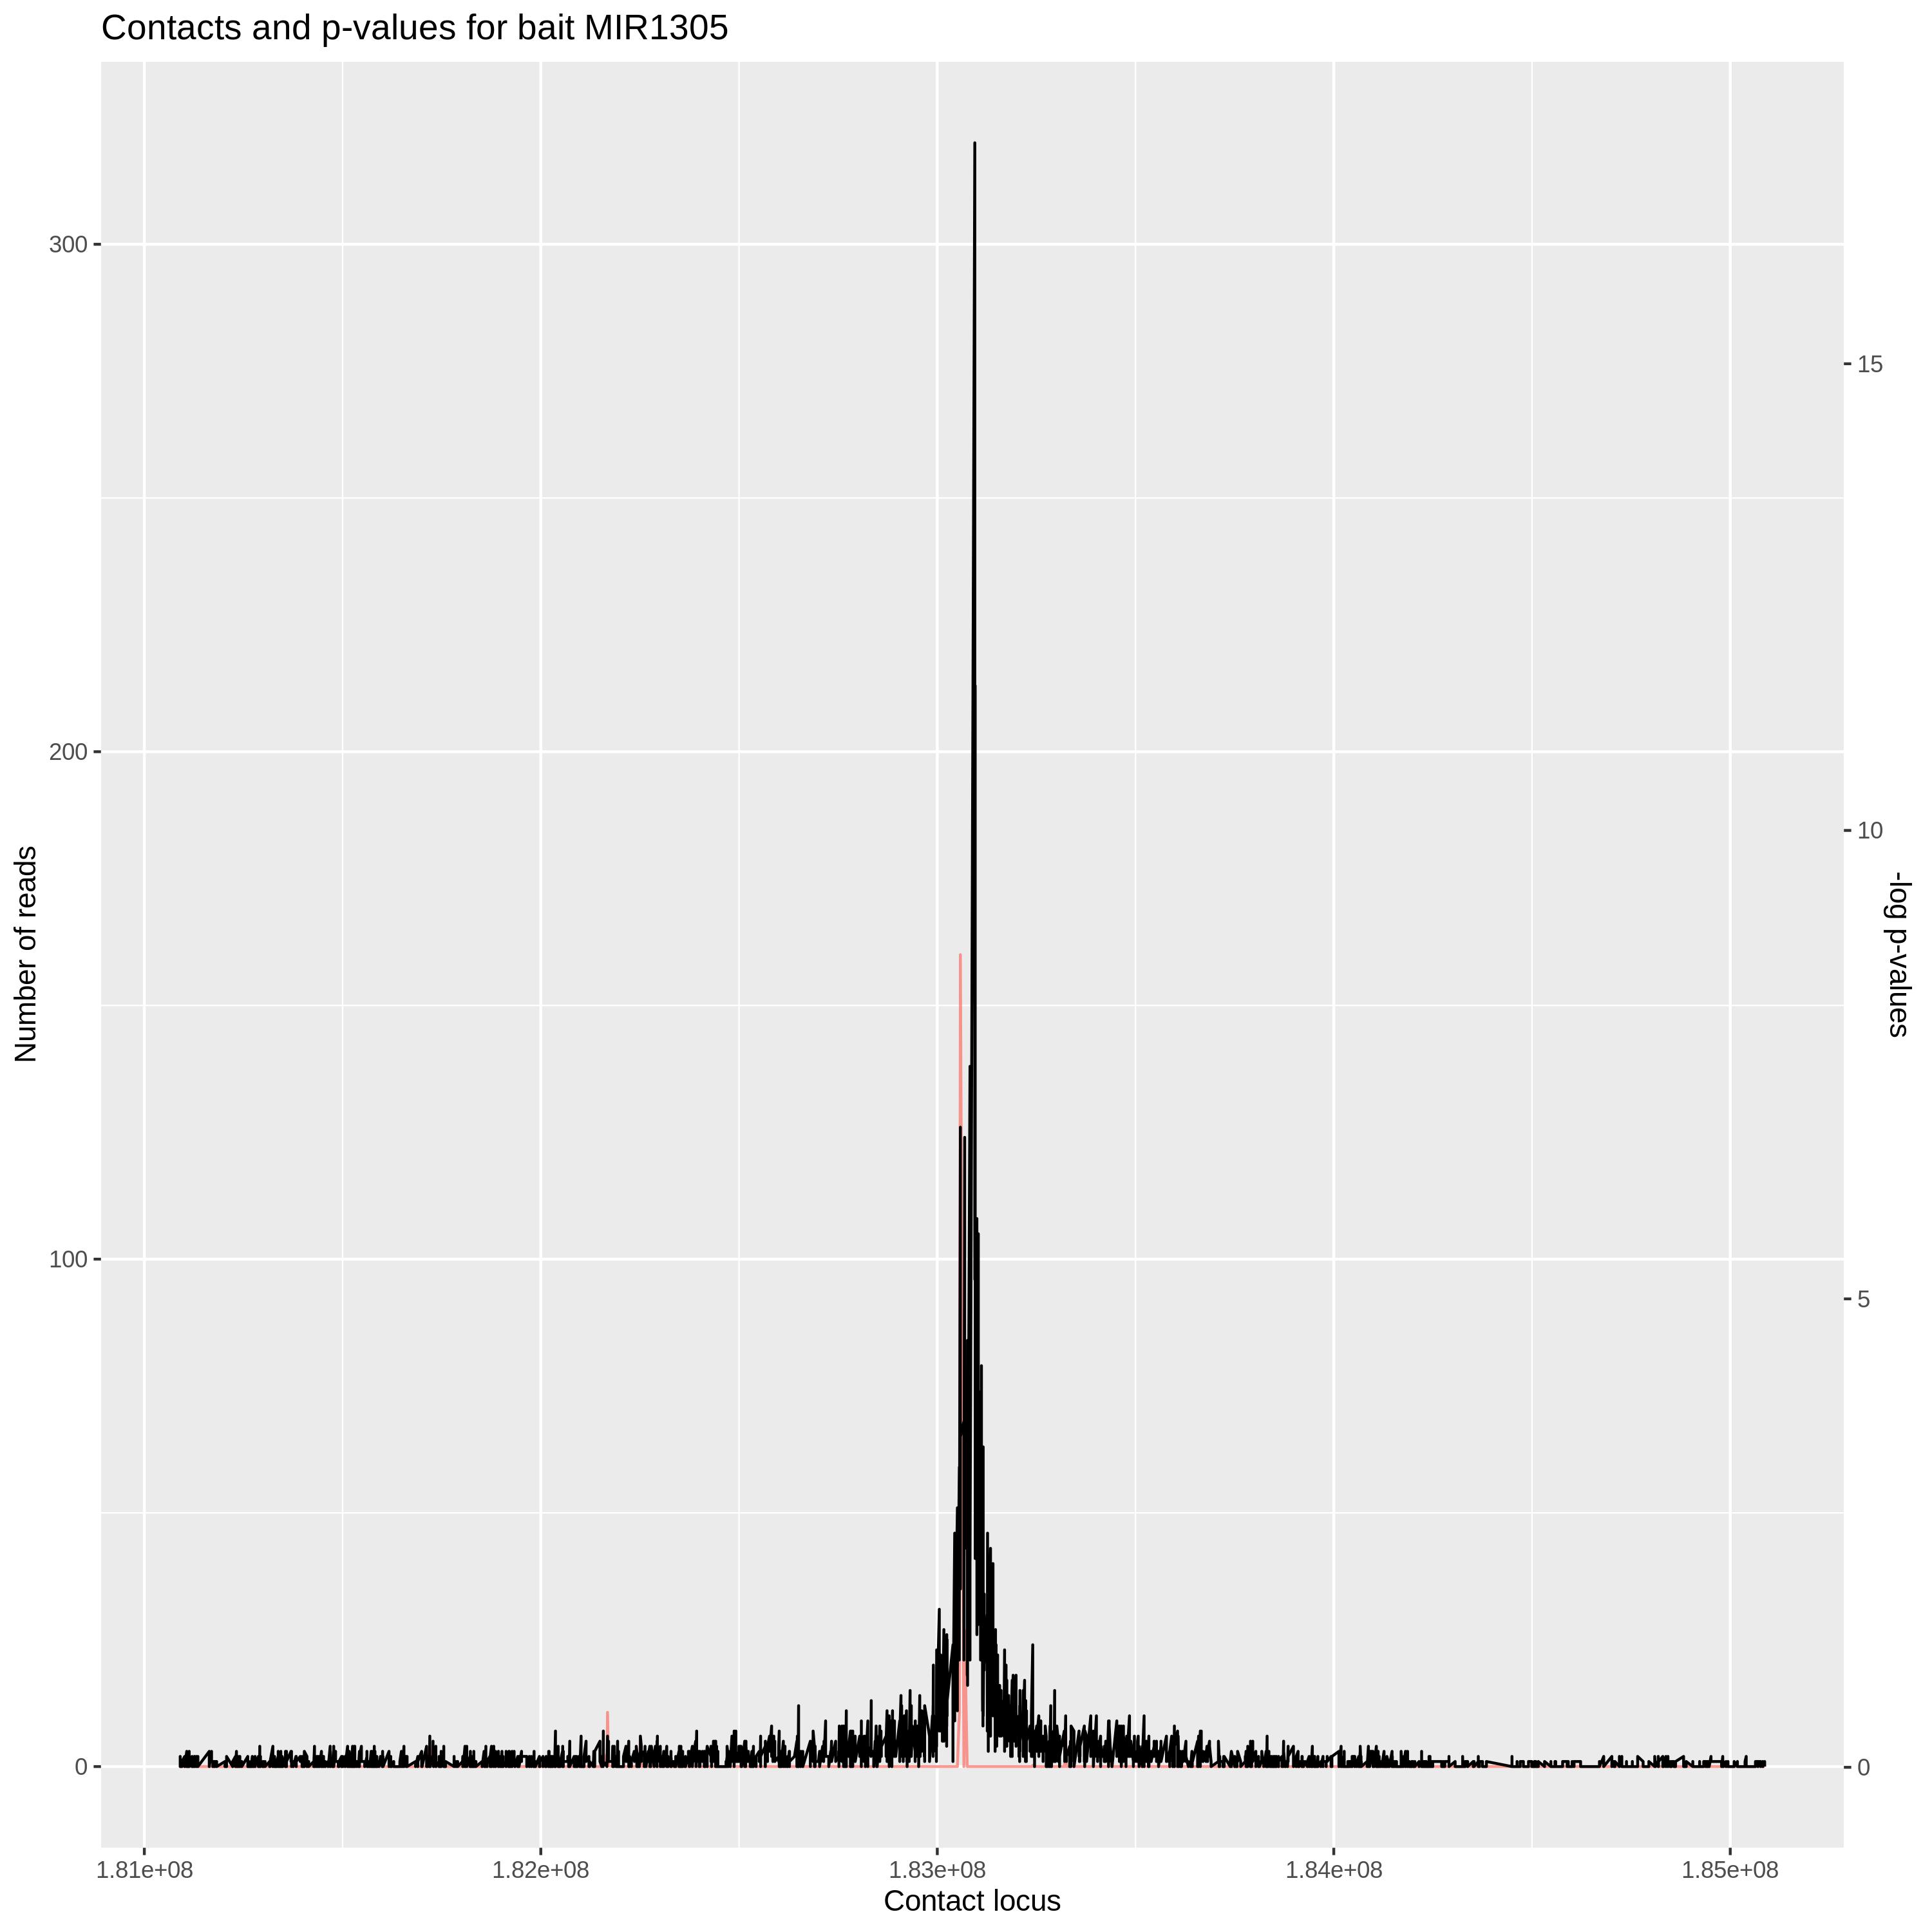 Contacts and p-values for bait MIR1305
Number of reads
300
200
100
0
15
10
5
0
-log p-values
1.81e+08 1.82e+08 1.83e+08 1.84e+08 1.85e+08
Contact locus